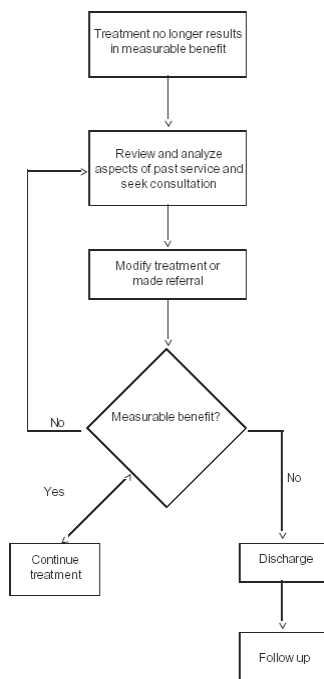 Treatment no longer results
in measurable benefit
Review and analyze
aspects of past service and
seek consultation
Modify treatment or
made referral
Measurable benefit?
No
No
Yes
Continue
treatment
Discharge
Follow up